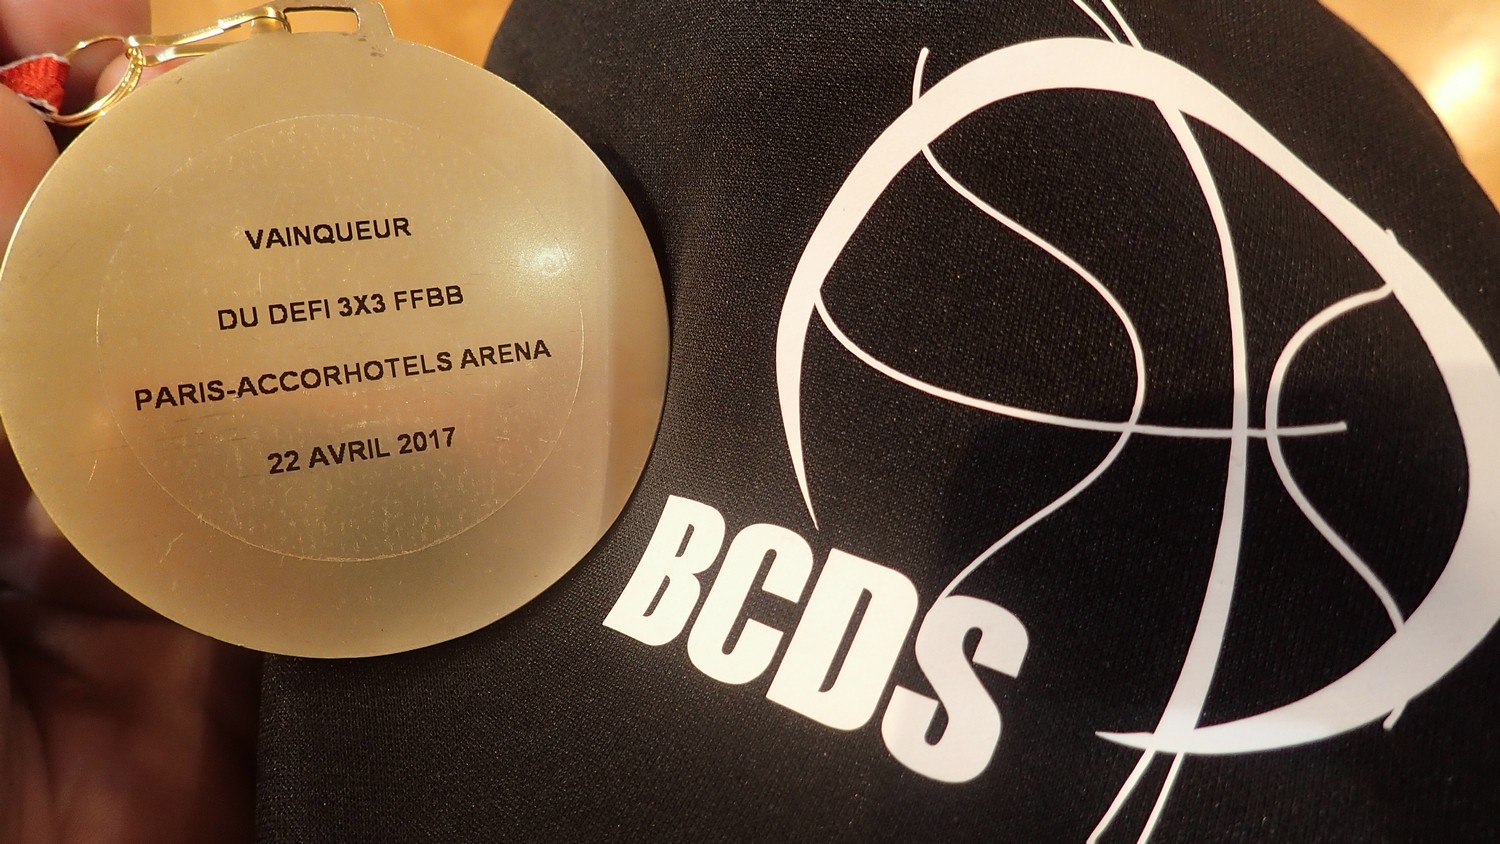 VAINQUEUR
DU DEFI 3X3 FFBB
PARIS-ACCORHOTELS ARENA
22 AVRIL 2017
BCDS